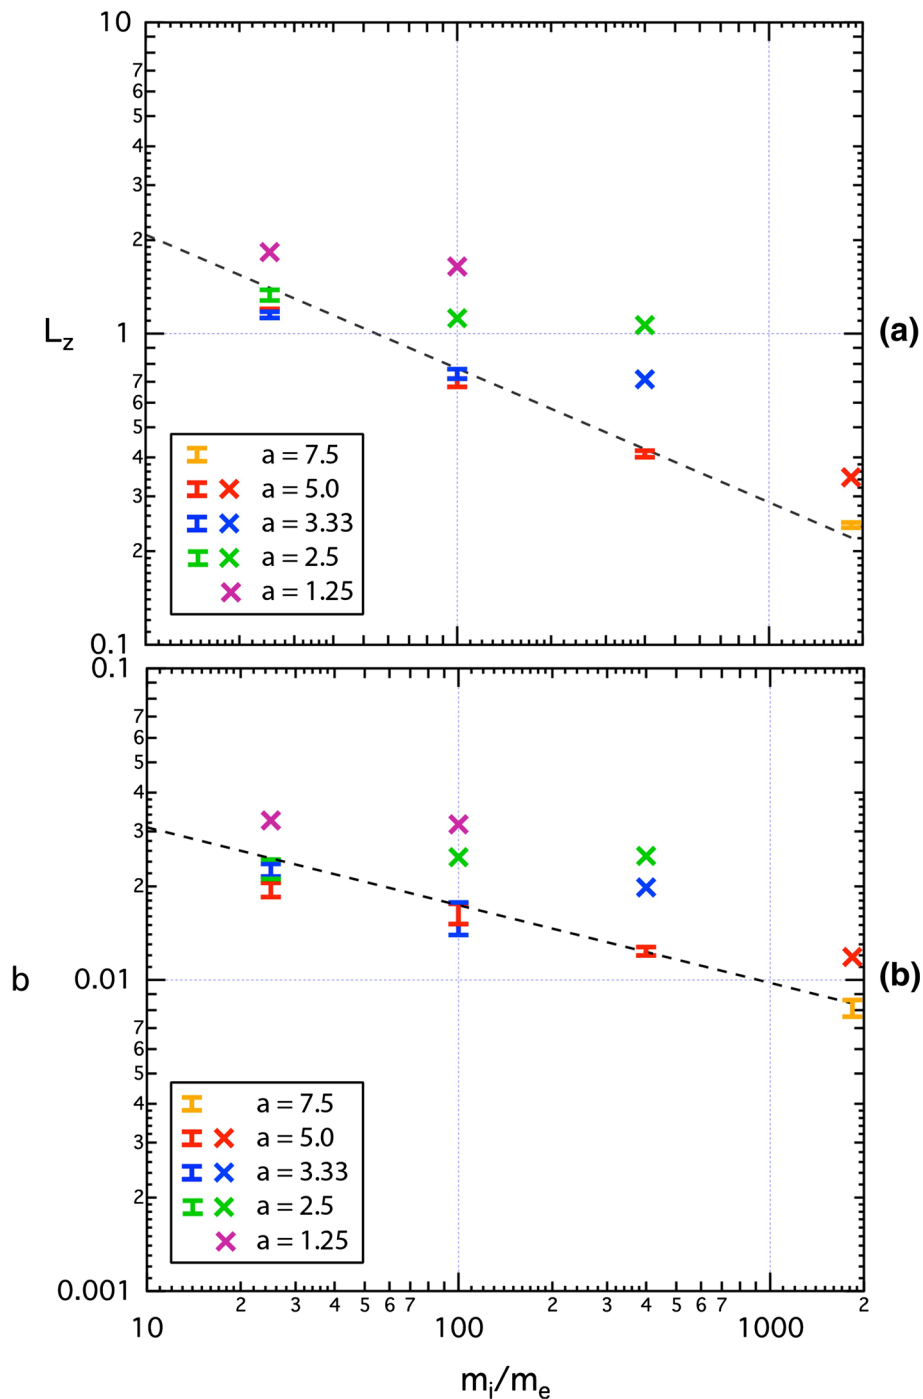 10
7
6
5
4
3
2
L_z
1
(a)
7
6
5
4
3
2
0.1
a = 7.5
a = 5.0
a = 3.33
a = 2.5
a = 1.25
0.1
7
6
5
4
3
2
b
0.01
(b)
7
6
5
4
3
2
0.001
a = 7.5
a = 5.0
a = 3.33
a = 2.5
a = 1.25
2 3 4 5 6 7 2 3 4 5 6 7 2
10 100 1000
m_i/m_e